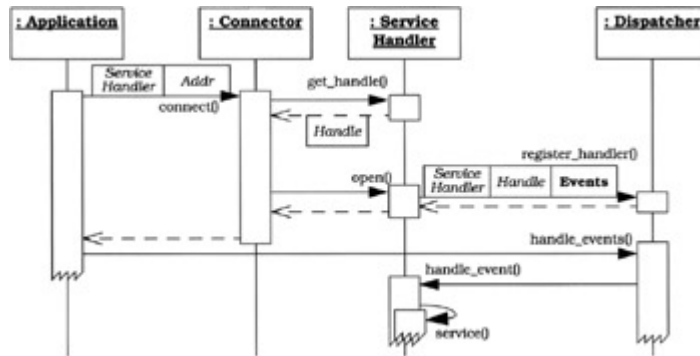 : Application
: Connector
: Service
Handler
: Dispatcher
Service
Handler
Addr
connect()
get_handle()
Handle
register_handler()
open()
Service
Handler
Handle
Events
handle_events()
handle_event()
service()